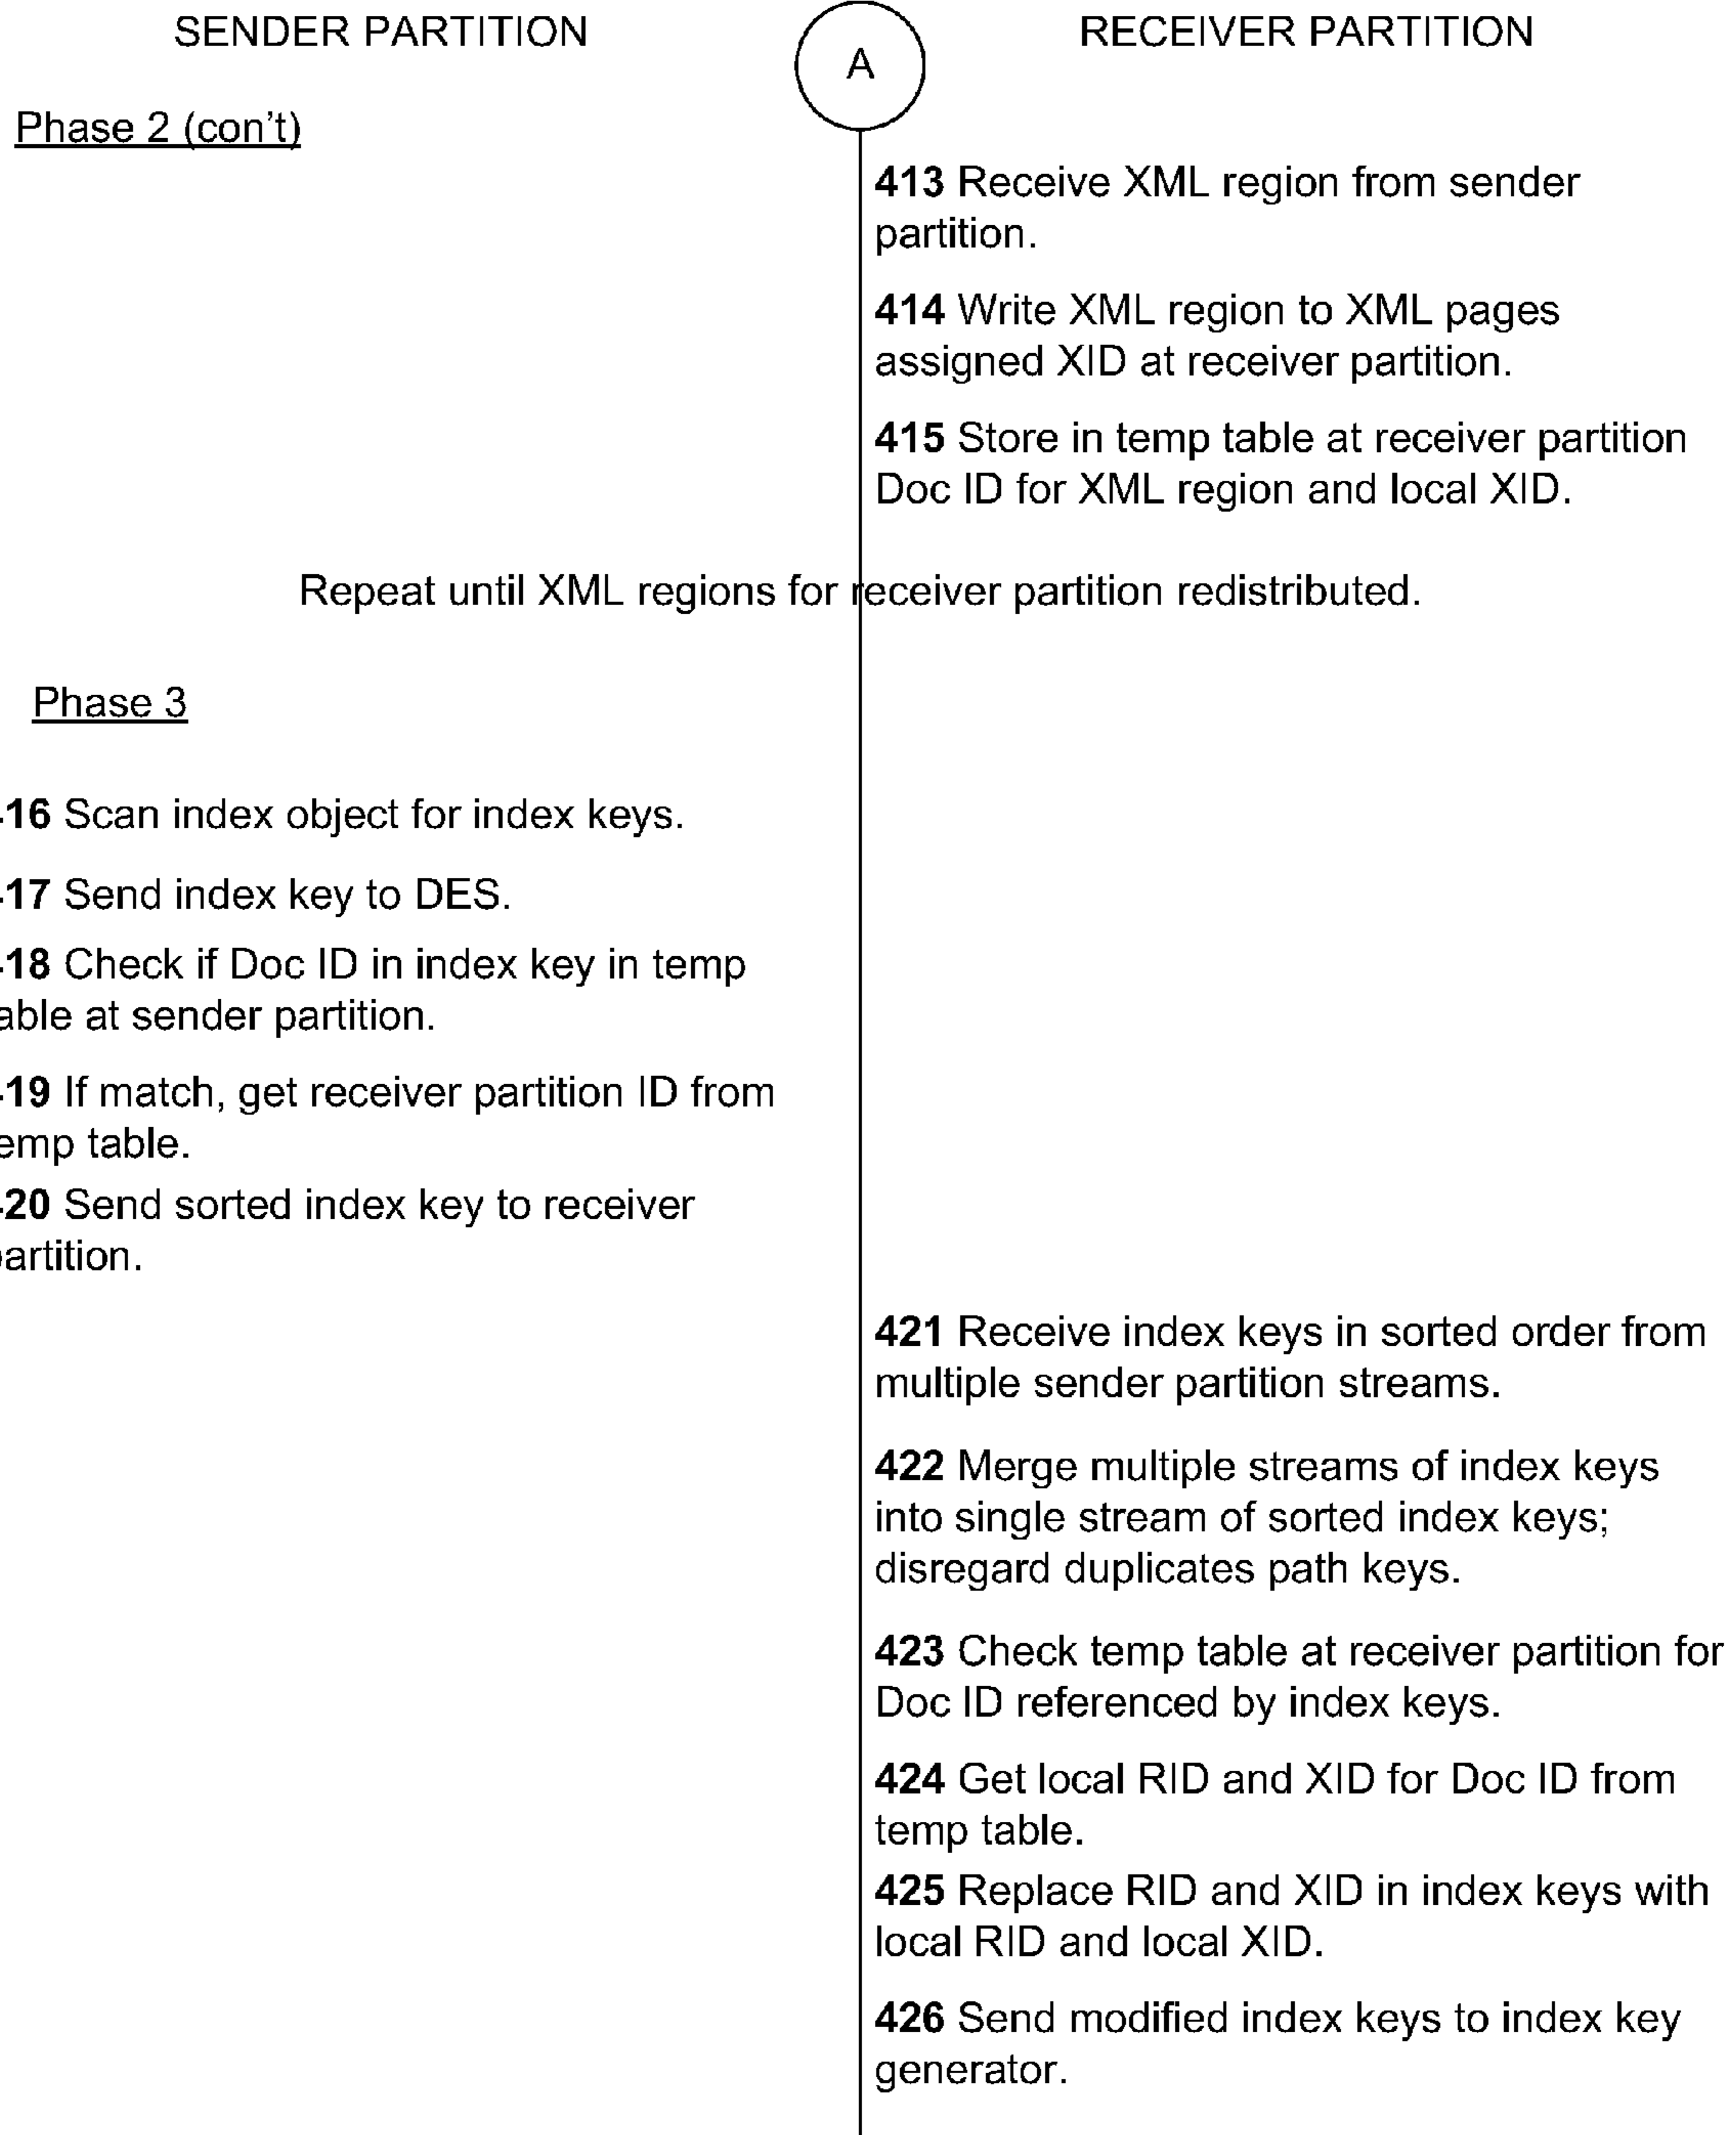 SENDER PARTITION
A
RECEIVER PARTITION
Phase 2 (con't)
413 Receive XML region from sender
partition.
414 Write XML region to XML pages
assigned XID at receiver partition.
415 Store in temp table at receiver partition
Doc ID for XML region and local XID.
Repeat until XML regions for receiver partition redistributed.
Phase 3
16 Scan index object for index keys.
17 Send index key to DES.
18 Check if Doc ID in index key in temp
able at sender partition.
19 If match, get receiver partition ID from
emp table.
20 Send sorted index key to receiver
artition.
421 Receive index keys in sorted order from
multiple sender partition streams.
422 Merge multiple streams of index keys
into single stream of sorted index keys;
disregard duplicates path keys.
423 Check temp table at receiver partition for
Doc ID referenced by index keys.
424 Get local RID and XID for Doc ID from
temp table.
425 Replace RID and XID in index keys with
local RID and local XID.
426 Send modified index keys to index key
generator.